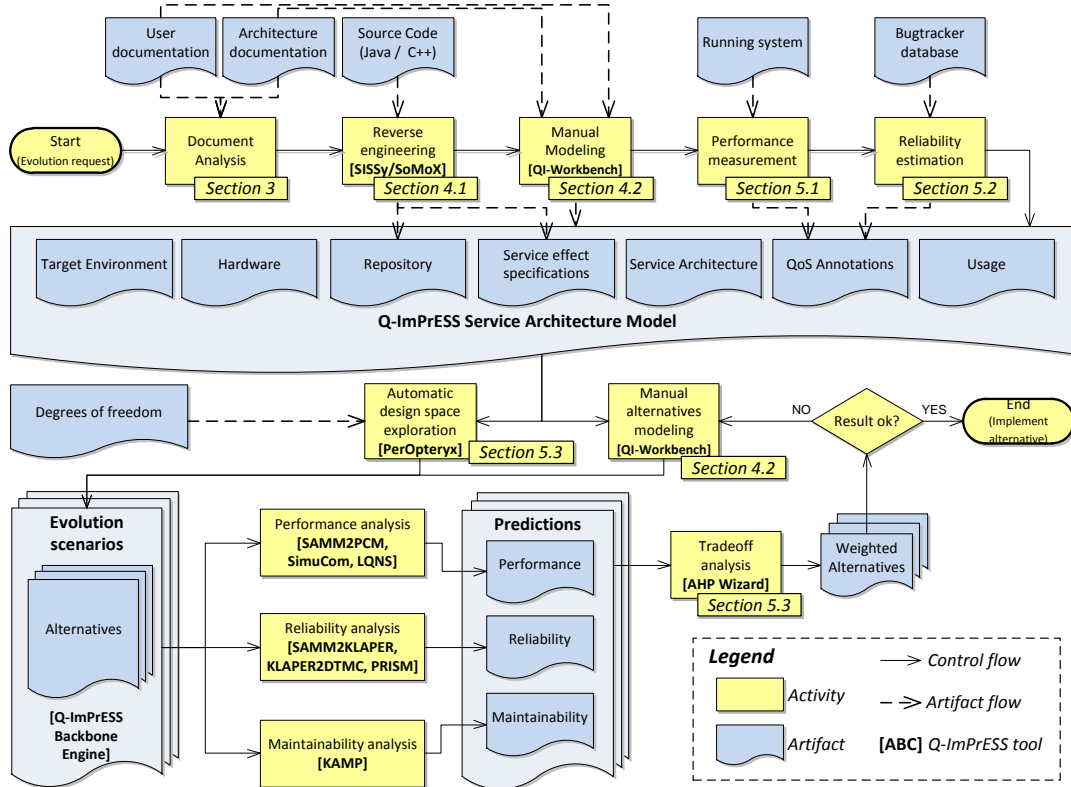 User
documentation
Architecture
documentation
Source Code
(Java / C++)
Running system
Bugtracker
database
Start
(Evolution request)
Document
Analysis
Section 3
Reverse
engineering
[SISSy/SoMoX]
Section 4.1
Manual
Modeling
[QI-Workbench]
Section 4.2
Performance
measurement
Section 5.1
Reliability
estimation
Section 5.2
Target Environment
Hardware
Repository
Service effect
specifications
Service Architecture
QoS Annotations
Usage
Q-ImPrESS Service Architecture Model
Degrees of freedom
Automatic
design space
exploration
[PerOpteryx]
Section 5.3
Manual
alternatives
modeling
[QI-Workbench]
Section 4.2
NO
Result ok?
YES
End
(Implement
alternative)
Evolution
scenarios
Alternatives
[Q-ImPrESS
Backbone
Engine]
Performance analysis
[SAMM2PCM,
SimuCom, LQNS]
Reliability analysis
[SAMM2KLAPER,
KLAPER2DTMC, PRISM]
Maintainability analysis
[KAMP]
Predictions
Performance
Reliability
Maintainability
Tradeoff
analysis
[AHP Wizard]
Section 5.3
Weighted
Alternatives
Legend
Activity
Artifact
Control flow
Artifact flow
[ABC] Q-ImPrESS tool